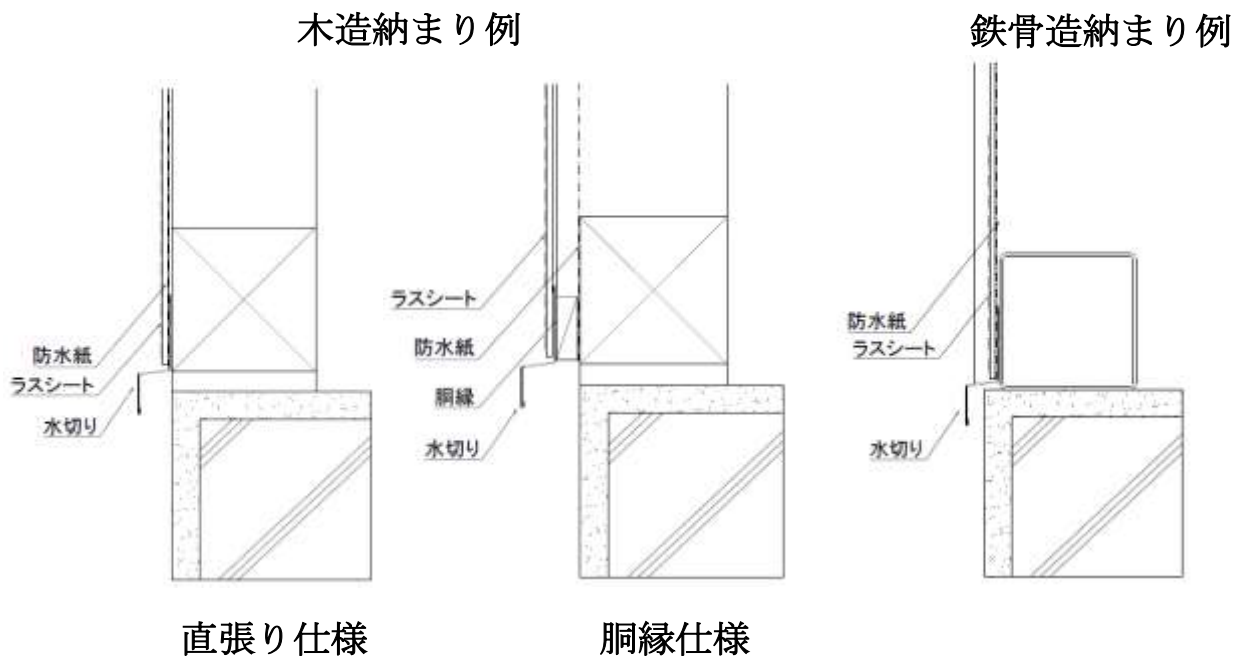 木造納まり例
鉄骨造納まり例
防水紙
ラスシート
水切り
ラスシート
防水紙
胴縁
水切り
防水紙
ラスシート
水切り
直張り仕様
胴縁仕様